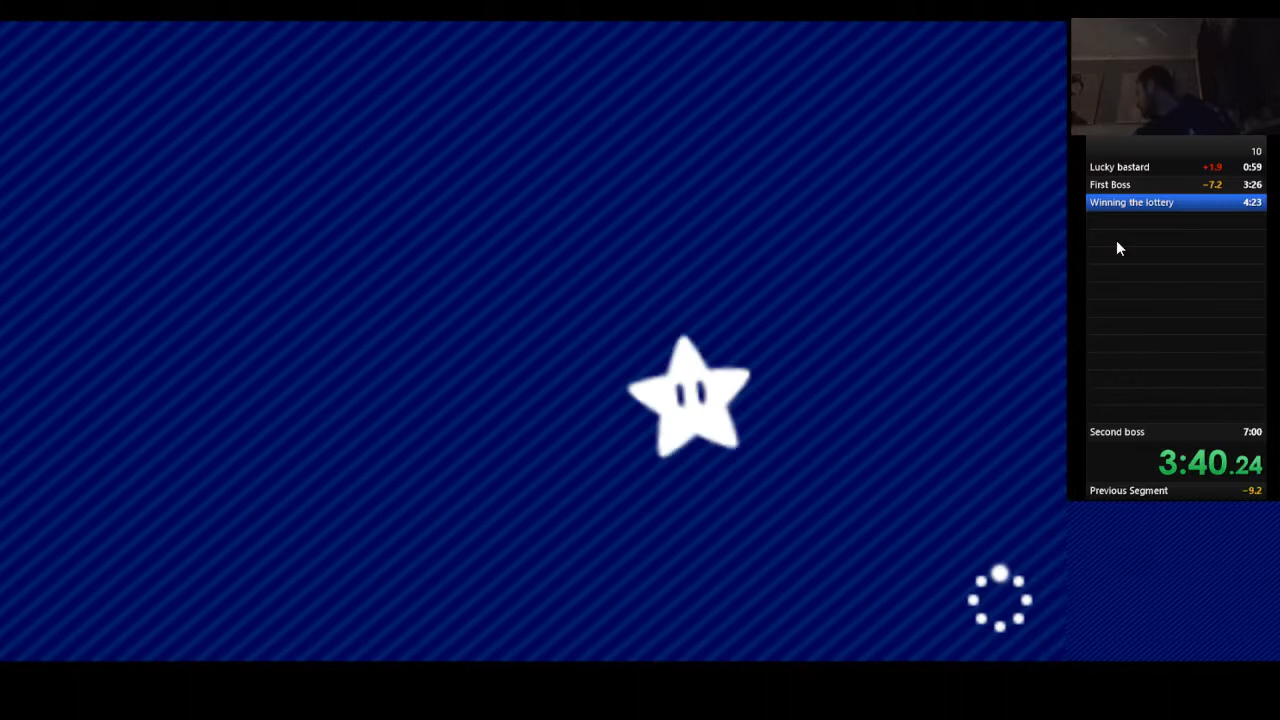 10
Lucky bastard +1.9 0:59
First Boss −7.2 3:26
Winning the lottery 4:23
Second boss 7:00
3:40.24
Previous Segment −9.2